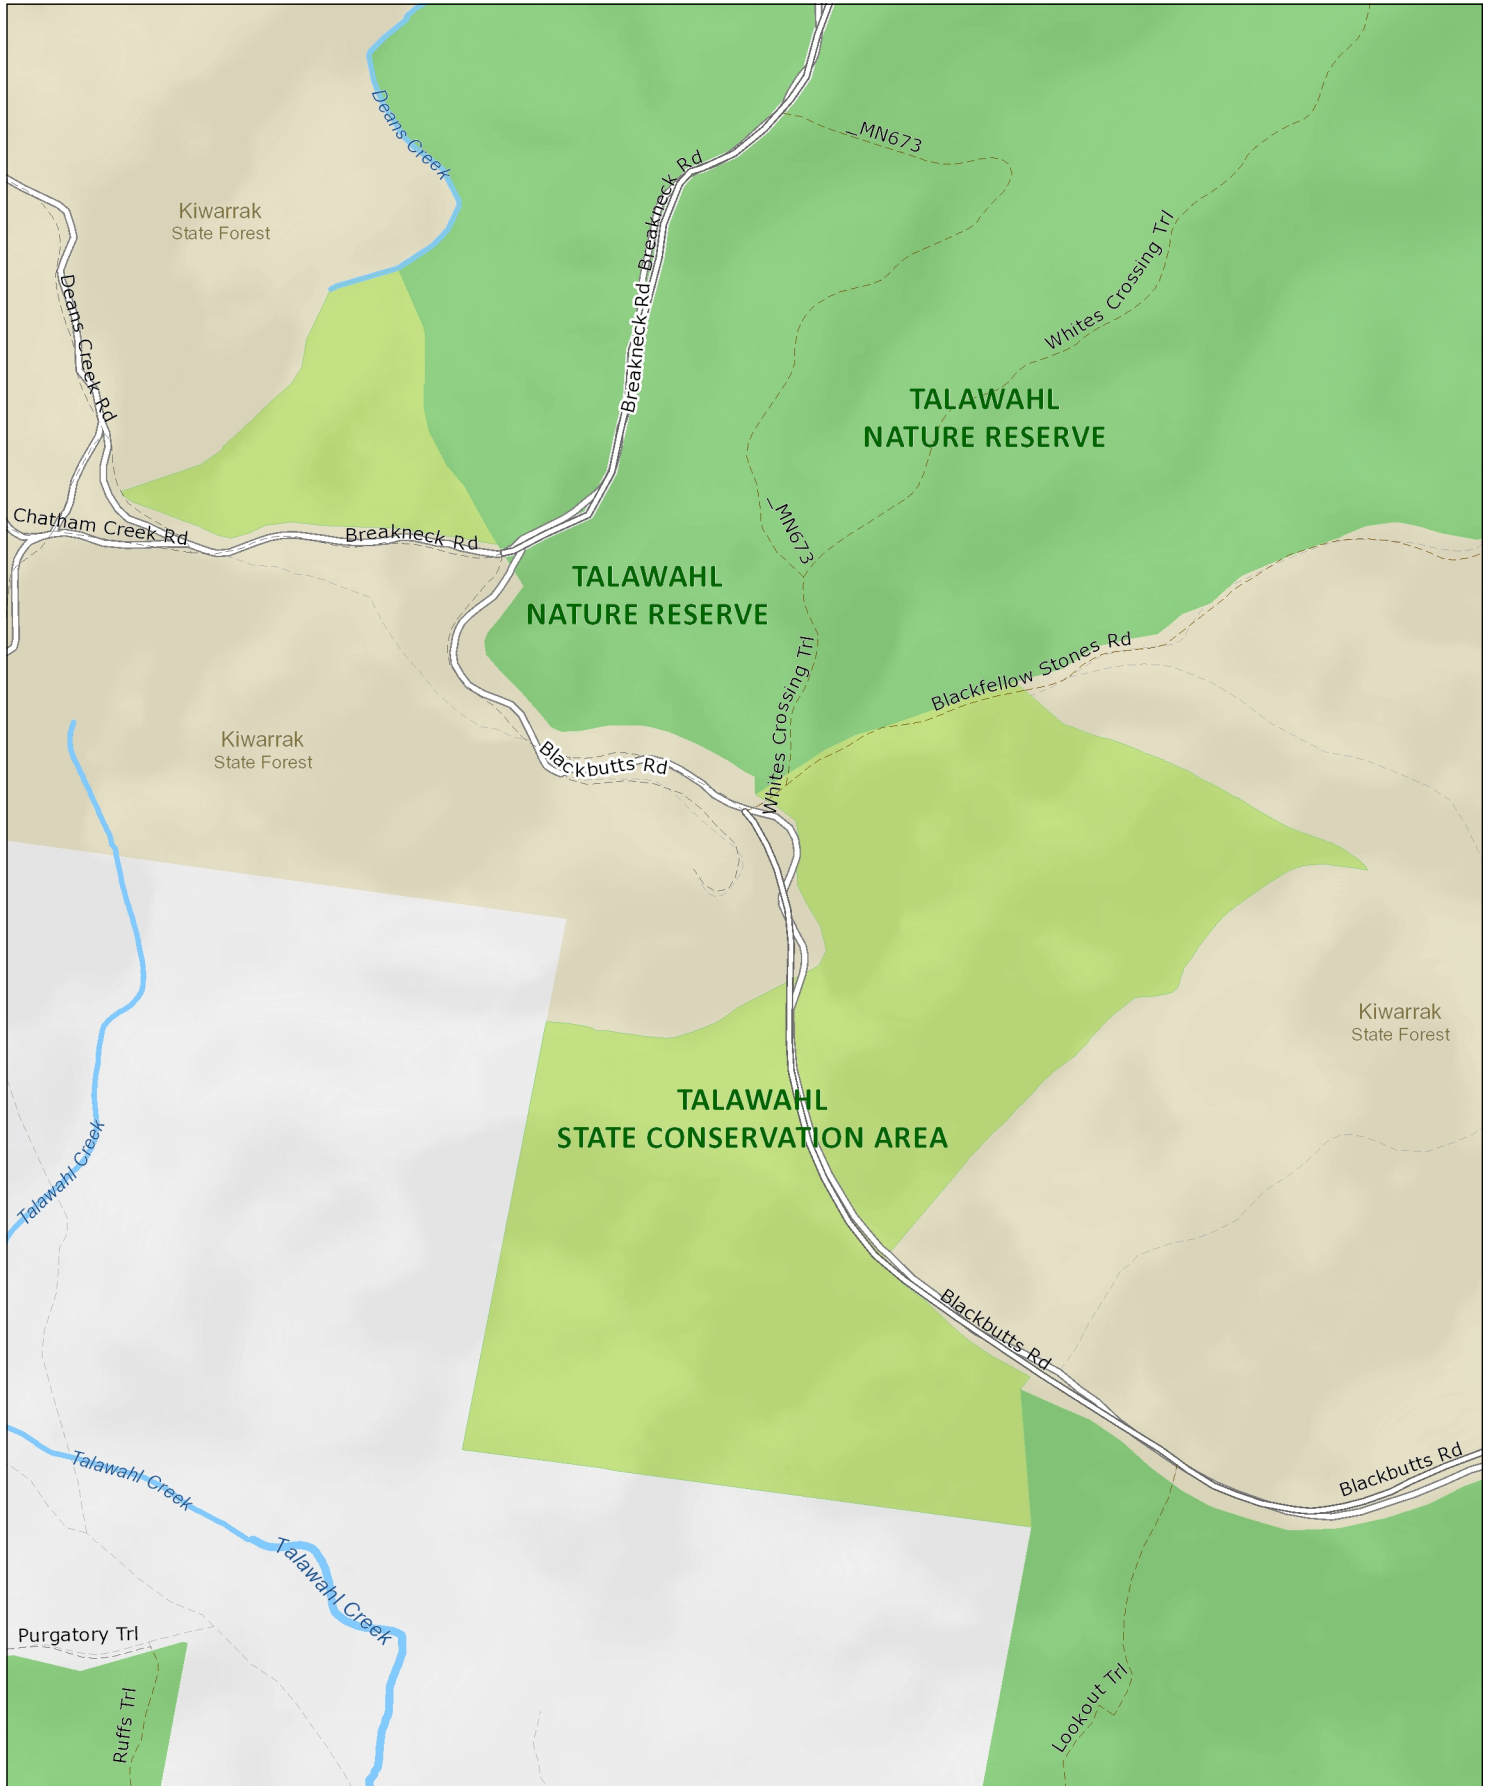 Deans Creek
_MN673
Breakneck Rd
Kiwarrak
State Forest
Whites Crossing Trl
Deans Creek Rd
Breakneck Rd
TALAWAHL
NATURE RESERVE
Chatham Creek Rd
Breakneck Rd
_MN673
TALAWAHL
NATURE RESERVE
Blackfellow Stones Rd
Whites Crossing Trl
Kiwarrak
State Forest
Blackbutts Rd
Kiwarrak
State Forest
TALAWAHL
STATE CONSERVATION AREA
Talawahl Creek
Blackbutts Rd
Blackbutts Rd
Talawahl Creek
Talawahl Creek
Purgatory Trl
Ruffs Trl
Lookout Trl